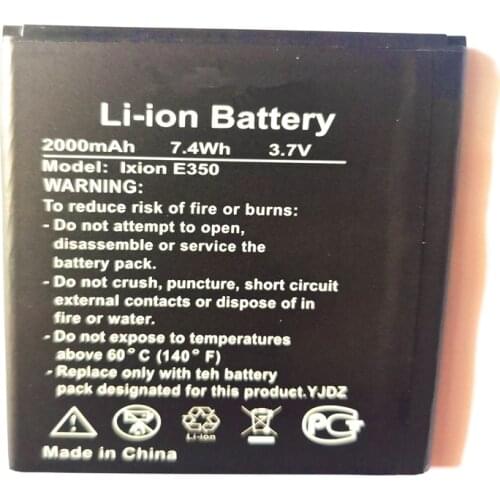 Li-ion Battery
2000mAh 7.4Wh 3.7V
Model: Ixion E350
WARNING:
To reduce risk of fire or burns:
- Do not attempt to open,
disassemble or service the
battery pack.
- Do not crush, puncture, short circuit
external contacts or dispose of in
fire or water.
- Do not expose to temperatures
above 60°C (140°F)
- Replace only with teh battery
pack designated for this product.YJDZ
Li-ion
Made in China